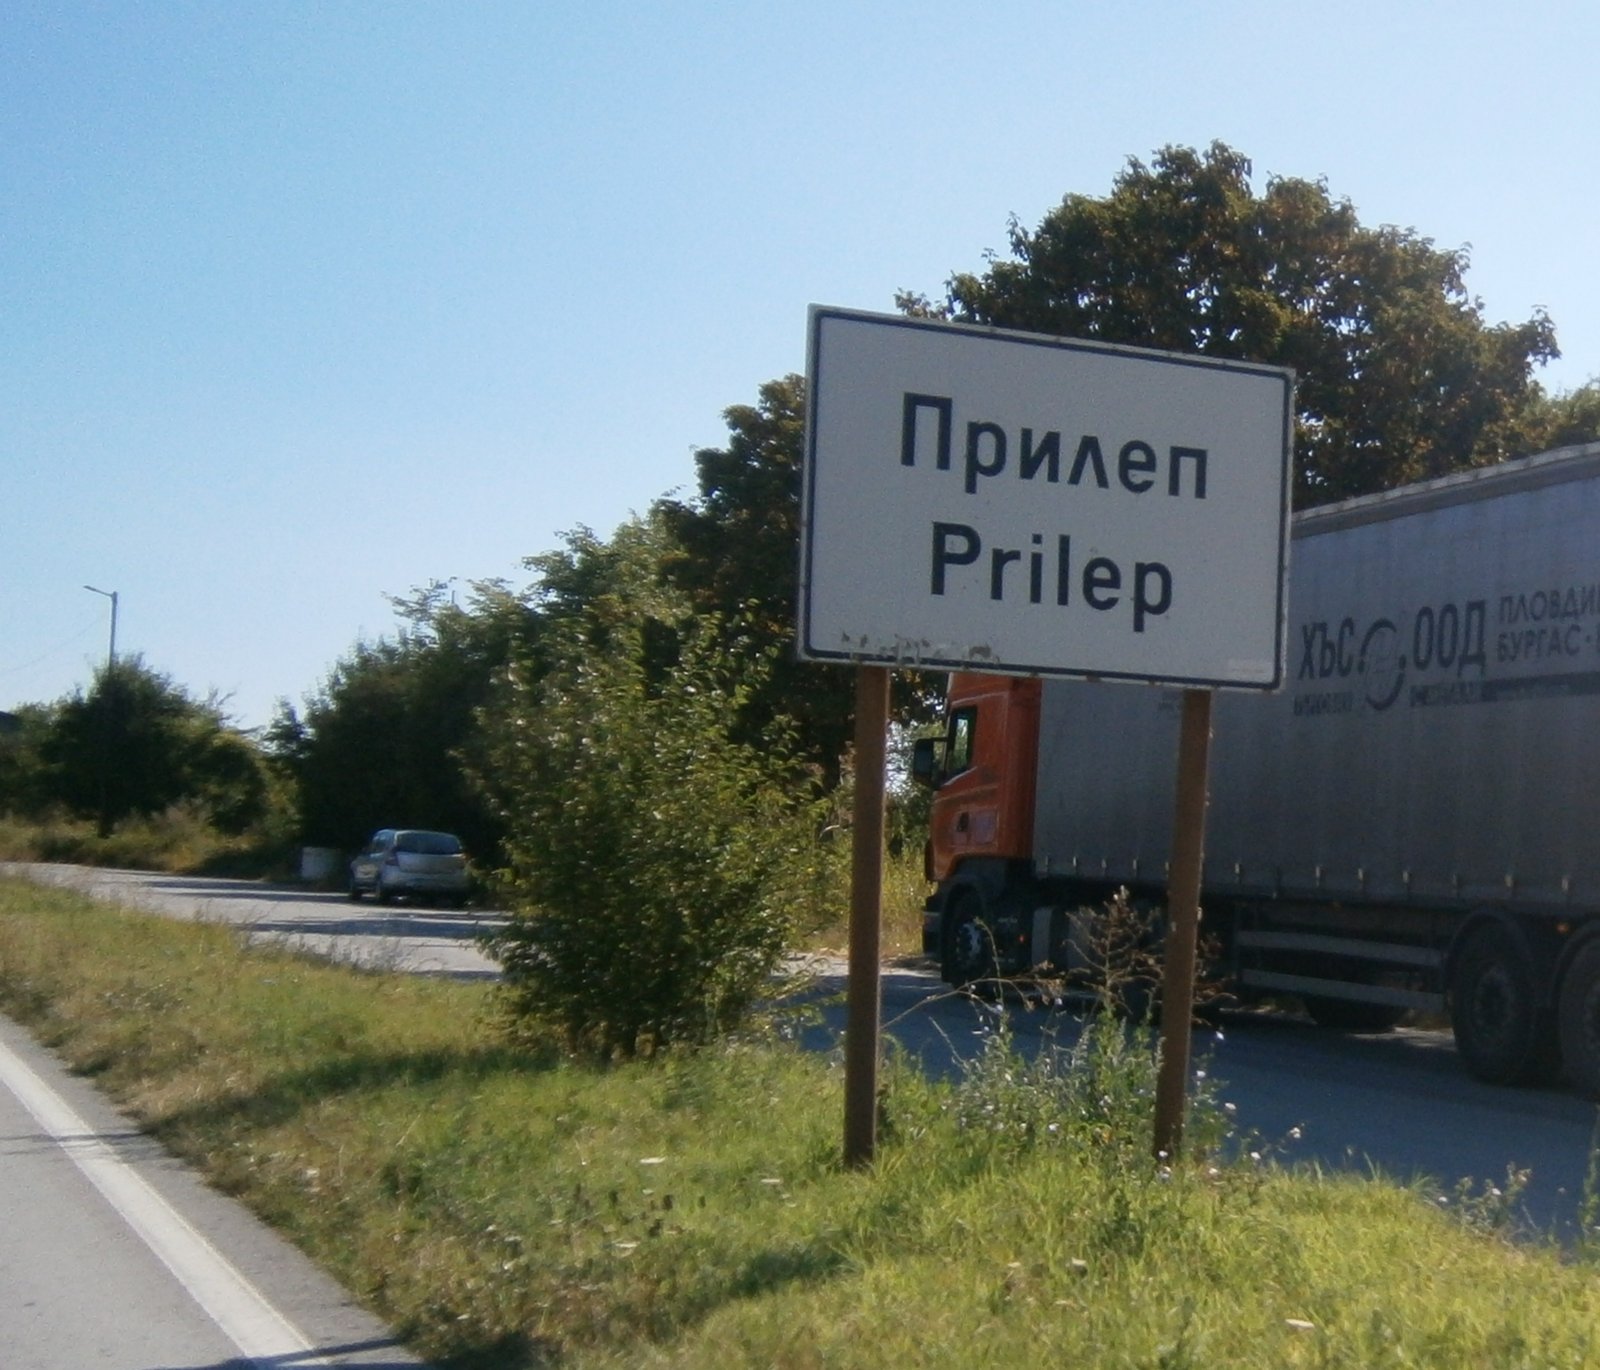 Прилеп
Prilep
ХЪС ООД
ПЛОВДИ
БУРГАС ·